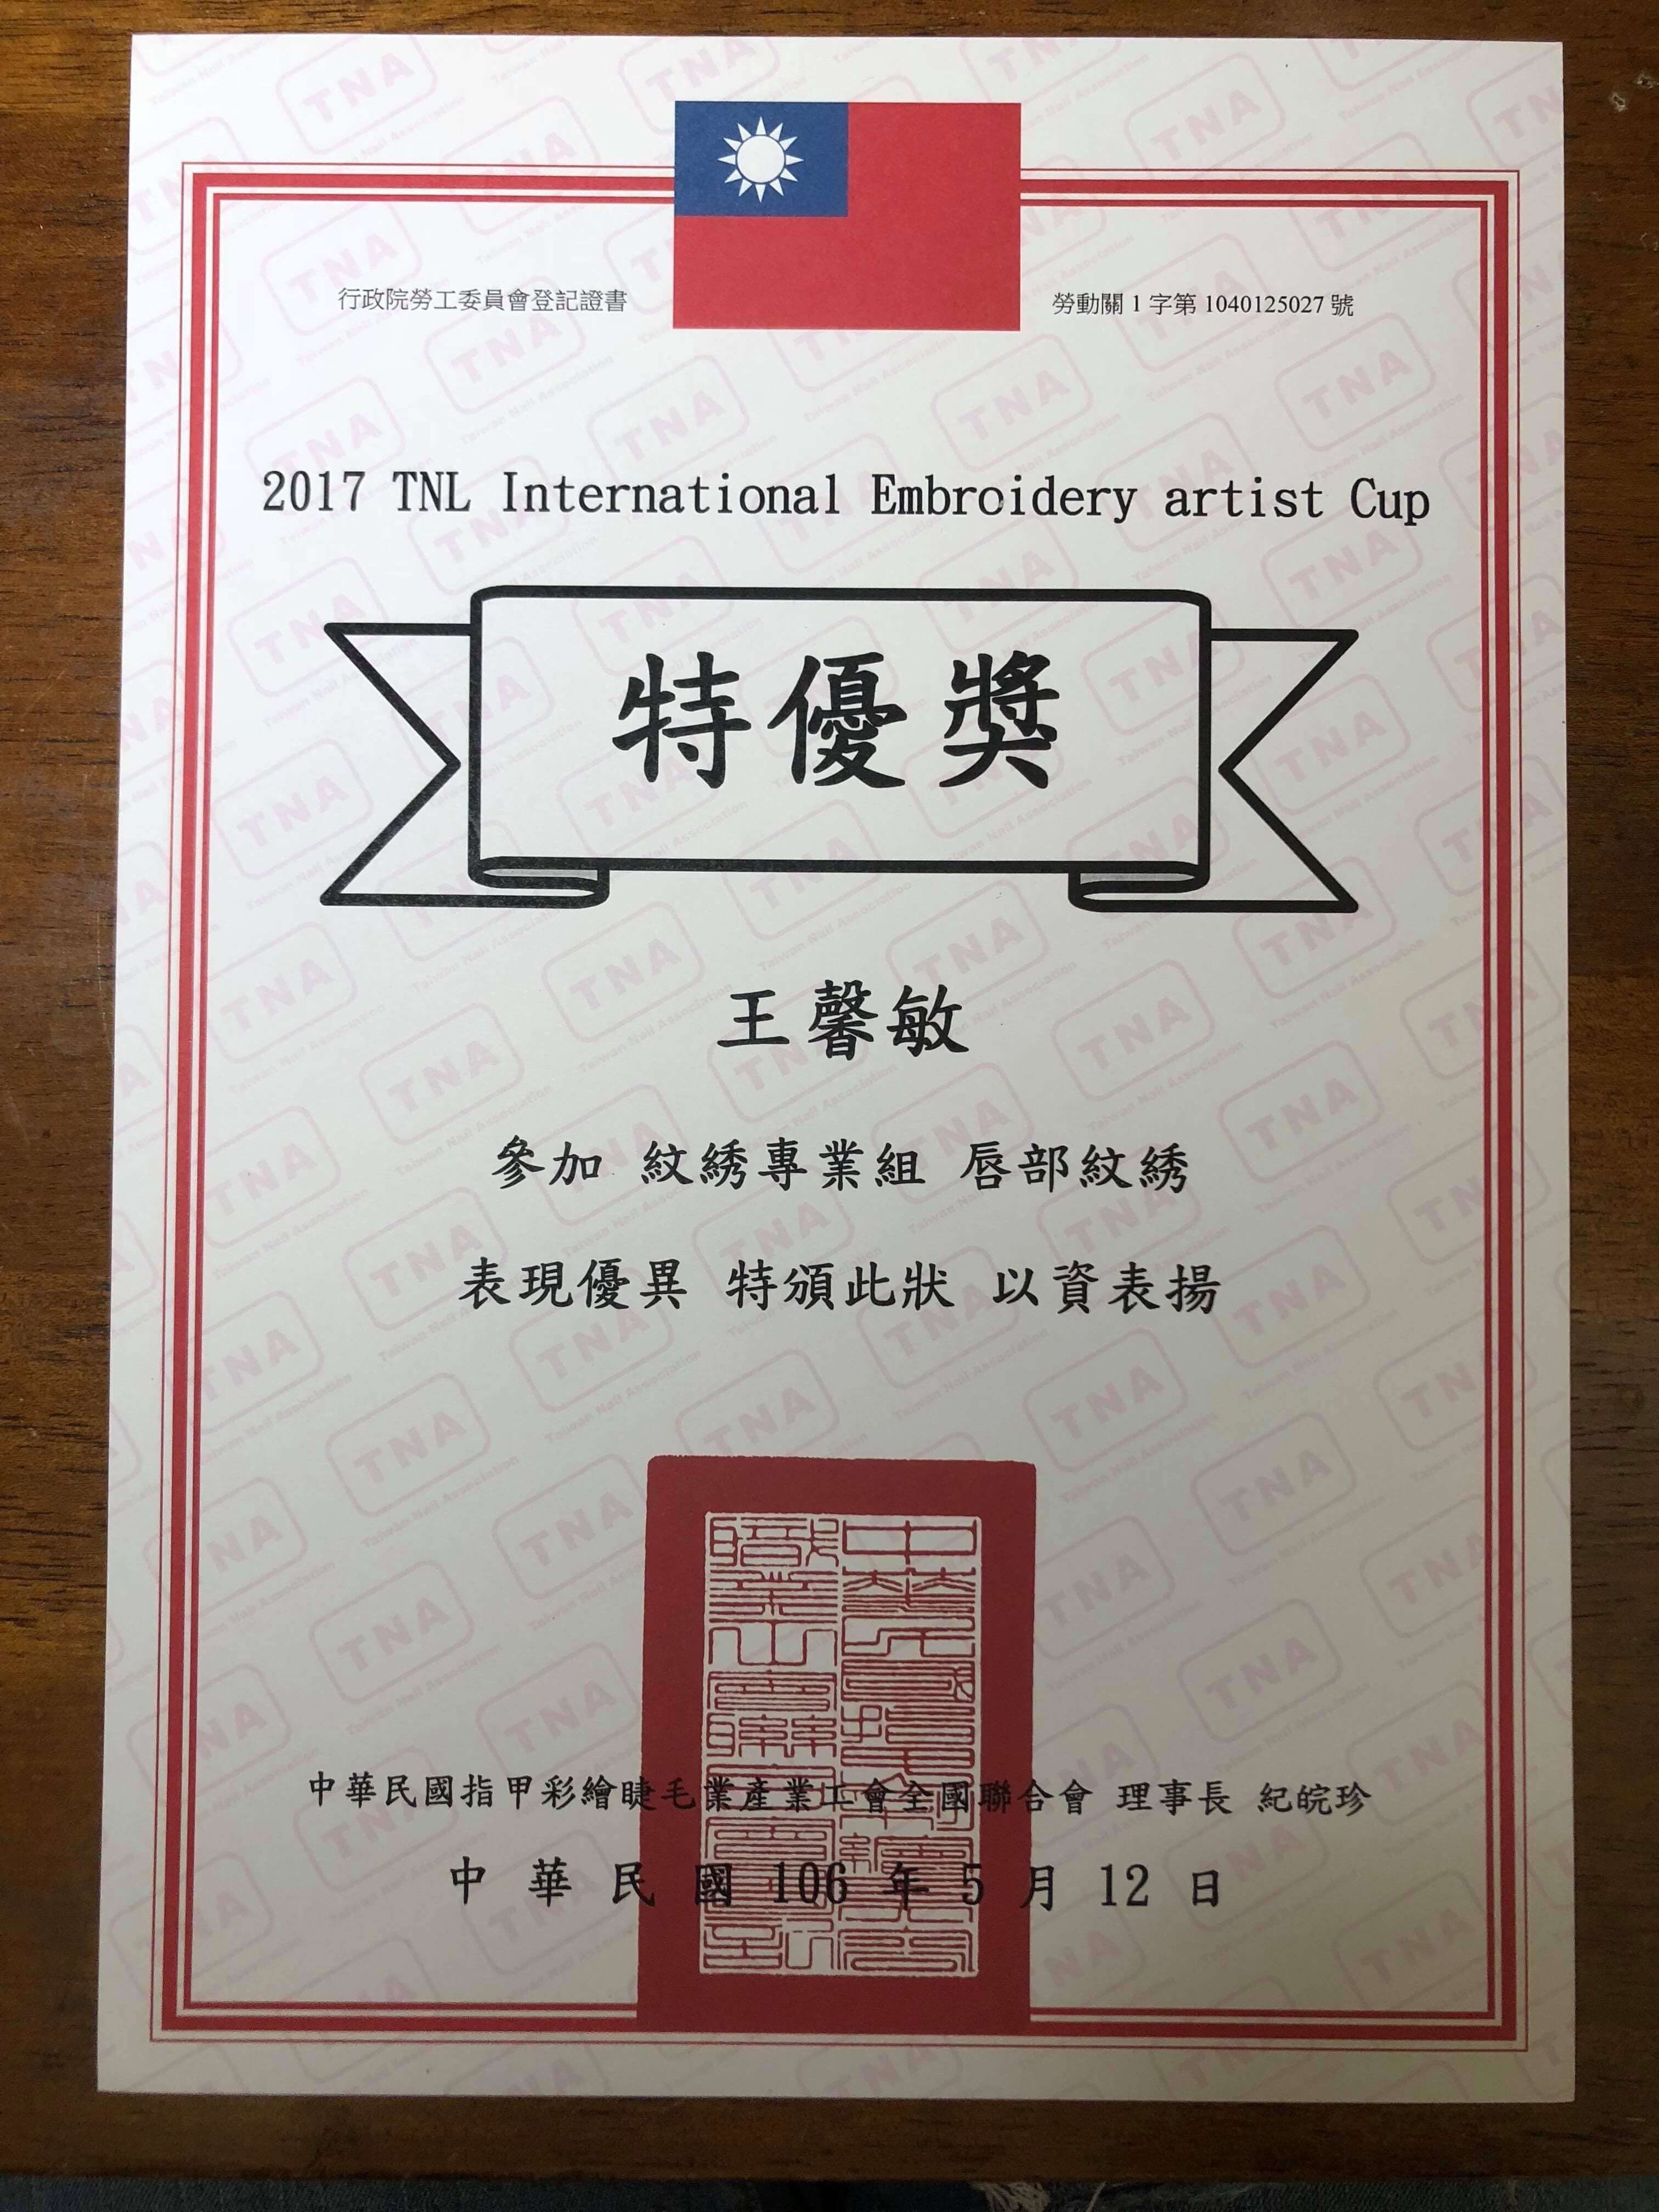 行政院勞工委員會登記證書
勞動關 1 字第 1040125027 號
2017 TNL International Embroidery artist Cup
特優獎
王馨敏
參加 紋綉專業組 唇部紋綉
表現優異 特頒此狀 以資表揚
中華民國指甲彩繪睫毛業產業工會全國聯合會 理事長 紀皖珍
中 華 民 國 106 年 5 月 12 日
TNA
Taiwan Nail Association